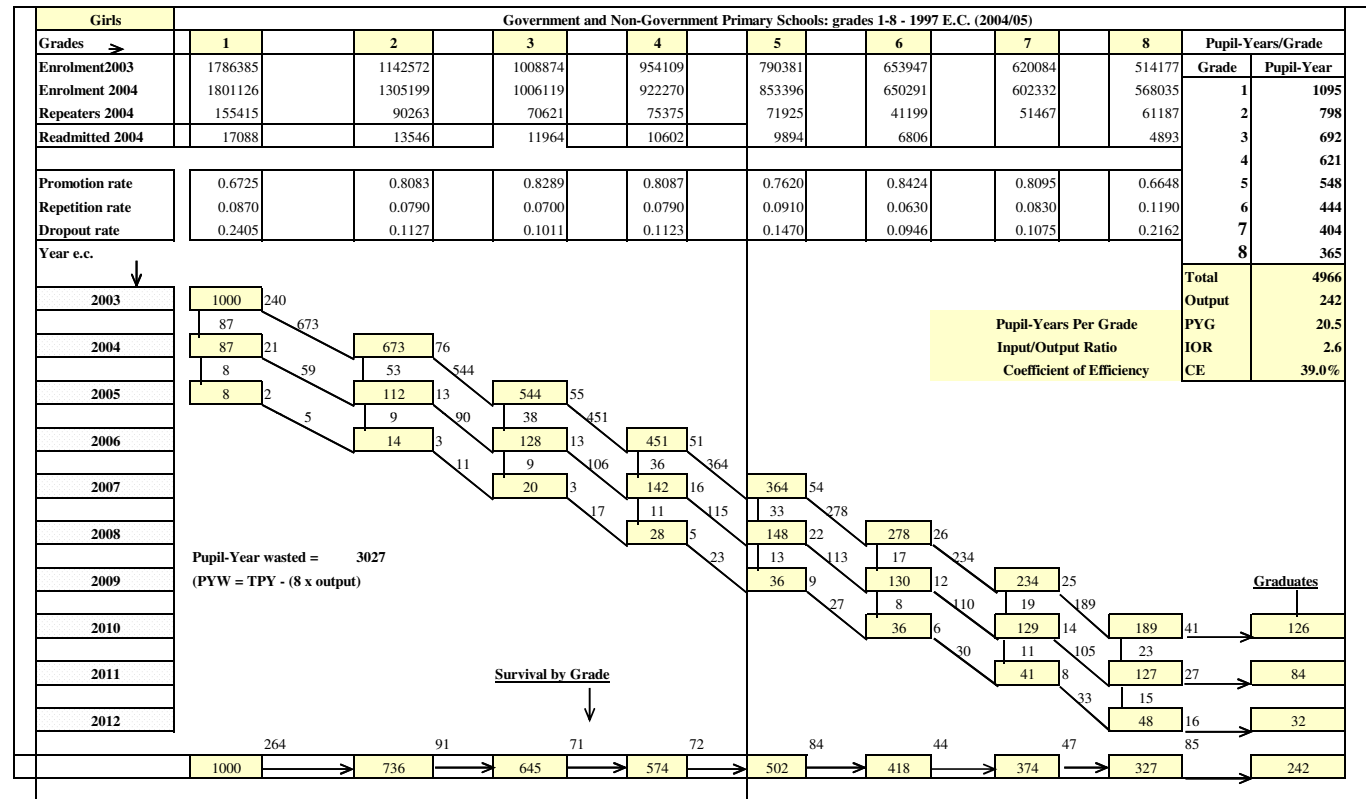 Girls Government and Non-Government Primary Schools: grades 1-8 - 1997 E.C. (2004/05)
Grades 1 2 3 4 5 6 7 8 Pupil-Years/Grade
Enrolment2003 1786385 1142572 1008874 954109 790381 653947 620084 514177 Grade Pupil-Year
Enrolment 2004 1801126 1305199 1006119 922270 853396 650291 602332 568035 1 1095
Repeaters 2004 155415 90263 70621 75375 71925 41199 51467 61187 2 798
Readmitted 2004 17088 13546 11964 10602 9894 6806 4893 3 692
4 621
Promotion rate 0.6725 0.8083 0.8289 0.8087 0.7620 0.8424 0.8095 0.6648 5 548
Repetition rate 0.0870 0.0790 0.0700 0.0790 0.0910 0.0630 0.0830 0.1190 6 444
Dropout rate 0.2405 0.1127 0.1011 0.1123 0.1470 0.0946 0.1075 0.2162 7 404
Year e.c. 8 365
Total 4966
2003 1000 240 Output 242
87 673 Pupil-Years Per Grade PYG 20.5
2004 87 21 673 76 Input/Output Ratio IOR 2.6
8 59 53 544 Coefficient of Efficiency CE 39.0%
2005 8 2 112 13 544 55
5 9 90 38 451
2006 14 3 128 13 451 51
11 9 106 36 364
2007 20 3 142 16 364 54
17 11 115 33 278
2008 28 5 148 22 278 26
Pupil-Year wasted = 3027 23 13 113 17 234
2009 (PYW = TPY - (8 x output) 36 9 130 12 234 25 Graduates
27 8 110 19 189
2010 36 6 129 14 189 41 126
30 11 105 23
2011 Survival by Grade 41 8 127 27 84
33 15
2012 48 16 32
264 91 71 72 84 44 47 85
1000 736 645 574 502 418 374 327 242